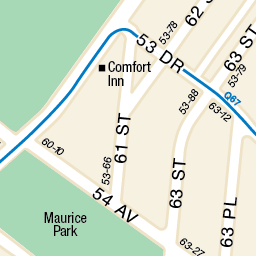 53-78
62 S
53 DR
63 ST
53-79
Comfort
Inn
Q67
53-88
63-12
61 ST
60-10
53-66
54 AV
63 ST
63 PL
Maurice
Park
63-27